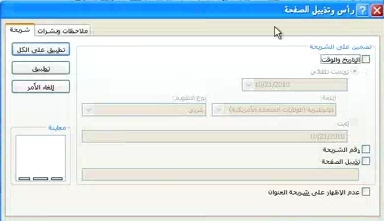 رأس وتذييل الصفحة
شريحة
ملاحظات ونشرات
تضمين على الشريحة
التاريخ والوقت
تحديث تلقائي
10/23/2010
لغة:
نوع التقويم:
الإنجليزية (الولايات المتحدة الأمريكية)
غربي
ثابت
10/23/2010
رقم الشريحة
تذييل الصفحة
عدم الإظهار على شريحة العنوان
تطبيق على الكل
تطبيق
إلغاء الأمر
معاينة